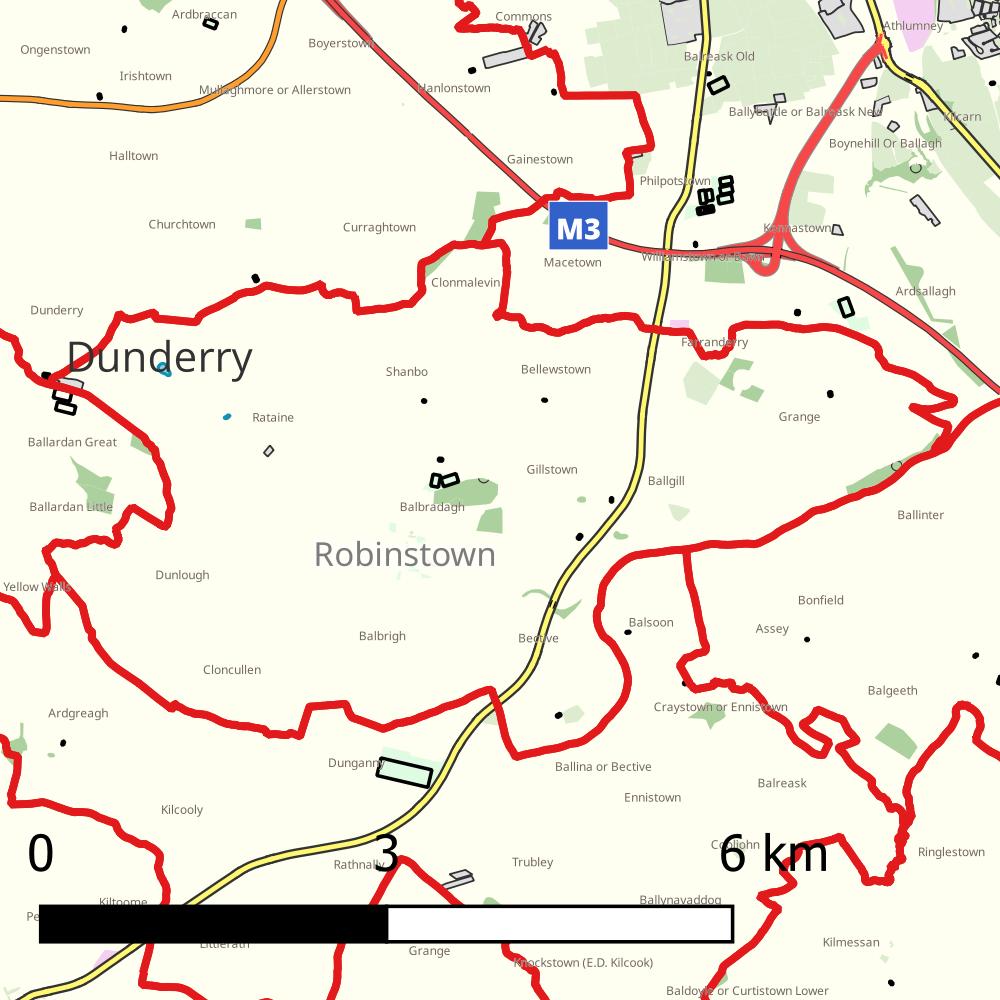 Ardbraccan
Commons
Athlumney
Ongenstown
Boyerstown
Balreask Old
Irishtown
Mullaghmore or Allerstown
Hanlonstown
Ballybatle or Balreask New
Kilcarn
Boynehill Or Ballagh
Halltown
Gainestown
Philpotstown
Churchtown
Curraghtown
M3
Kennastown
Macetown
Williamstown or Bawn
Clonmalevin
Ardsallagh
Dunderry
Farranderry
Dunderry
Shanbo
Bellewstown
Rataine
Grange
Ballardan Great
Gillstown
Ballgill
Ballardan Little
Balbradagh
Ballinter
Robinstown
Dunlough
Yellow Walls
Bonfield
Balsoon
Assey
Balbrigh
Bective
Cloncullen
Balgeeth
Ardgreagh
Craystown or Ennistown
Dunganny
Ballina or Bective
Balreask
Ennistown
Kilcooly
0
3
6 km
Cooljohn
Ringlestown
Rathnally
Trubley
Kiltoome
Ballynavaddog
Littlerath
Grange
Kilmessan
Knockstown (E.D. Kilcook)
Baldoyle or Curtistown Lower